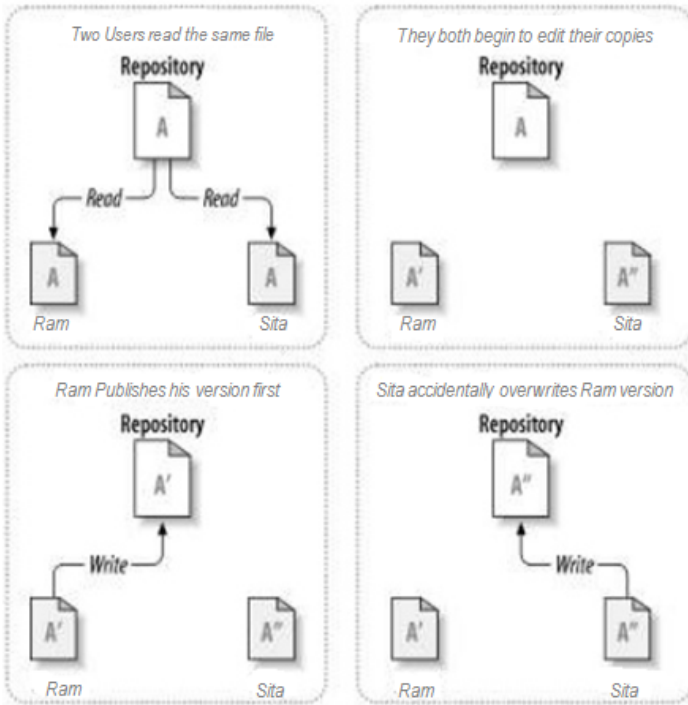 Two Users read the same file
Repository
A
Read Read
A A
Ram Sita
They both begin to edit their copies
Repository
A
A' A"
Ram Sita
Ram Publishes his version first
Repository
A'
Write
A' A"
Ram Sita
Sita accidentally overwrites Ram version
Repository
A"
Write
A' A"
Ram Sita